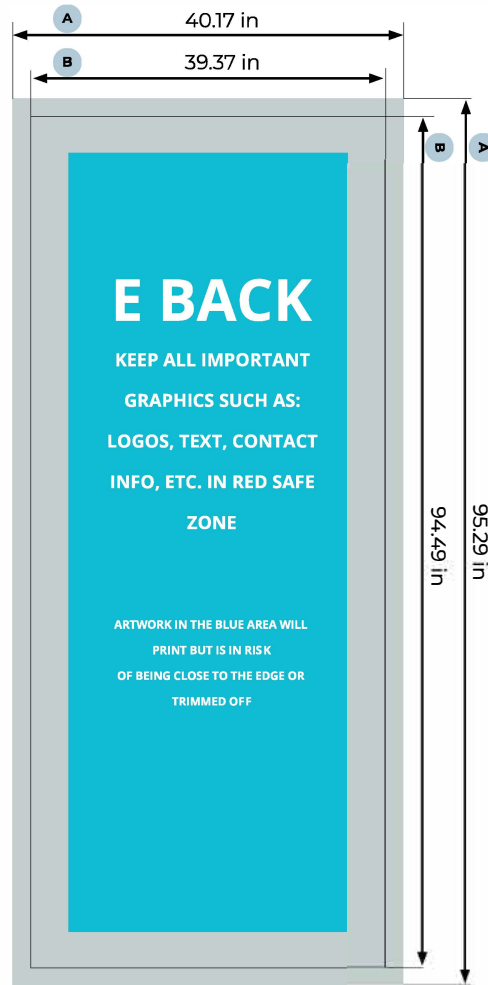 A
40.17 in
B
39.37 in
B
A
E BACK
KEEP ALL IMPORTANT
GRAPHICS SUCH AS:
LOGOS, TEXT, CONTACT
INFO, ETC. IN RED SAFE
ZONE
94.49 in
95.29 in
ARTWORK IN THE BLUE AREA WILL
PRINT BUT IS IN RISK
OF BEING CLOSE TO THE EDGE OR
TRIMMED OFF